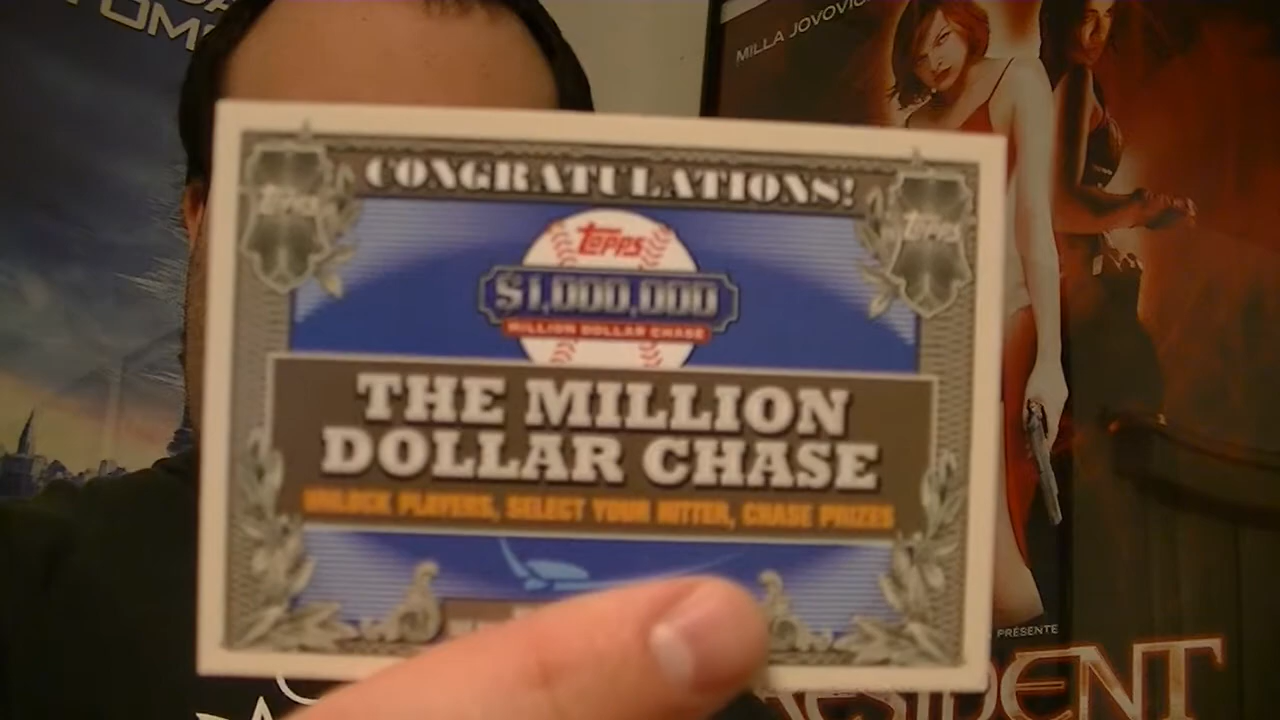 MILLA JOVOVIC
CONGRATULATIONS!
Topps
Topps
Topps
$1,000,000
MILLION DOLLAR CHASE
THE MILLION
DOLLAR CHASE
UNLOCK PLAYERS, SELECT YOUR HITTER, CHASE PRIZES
PRÉSENTE
RESIDENT